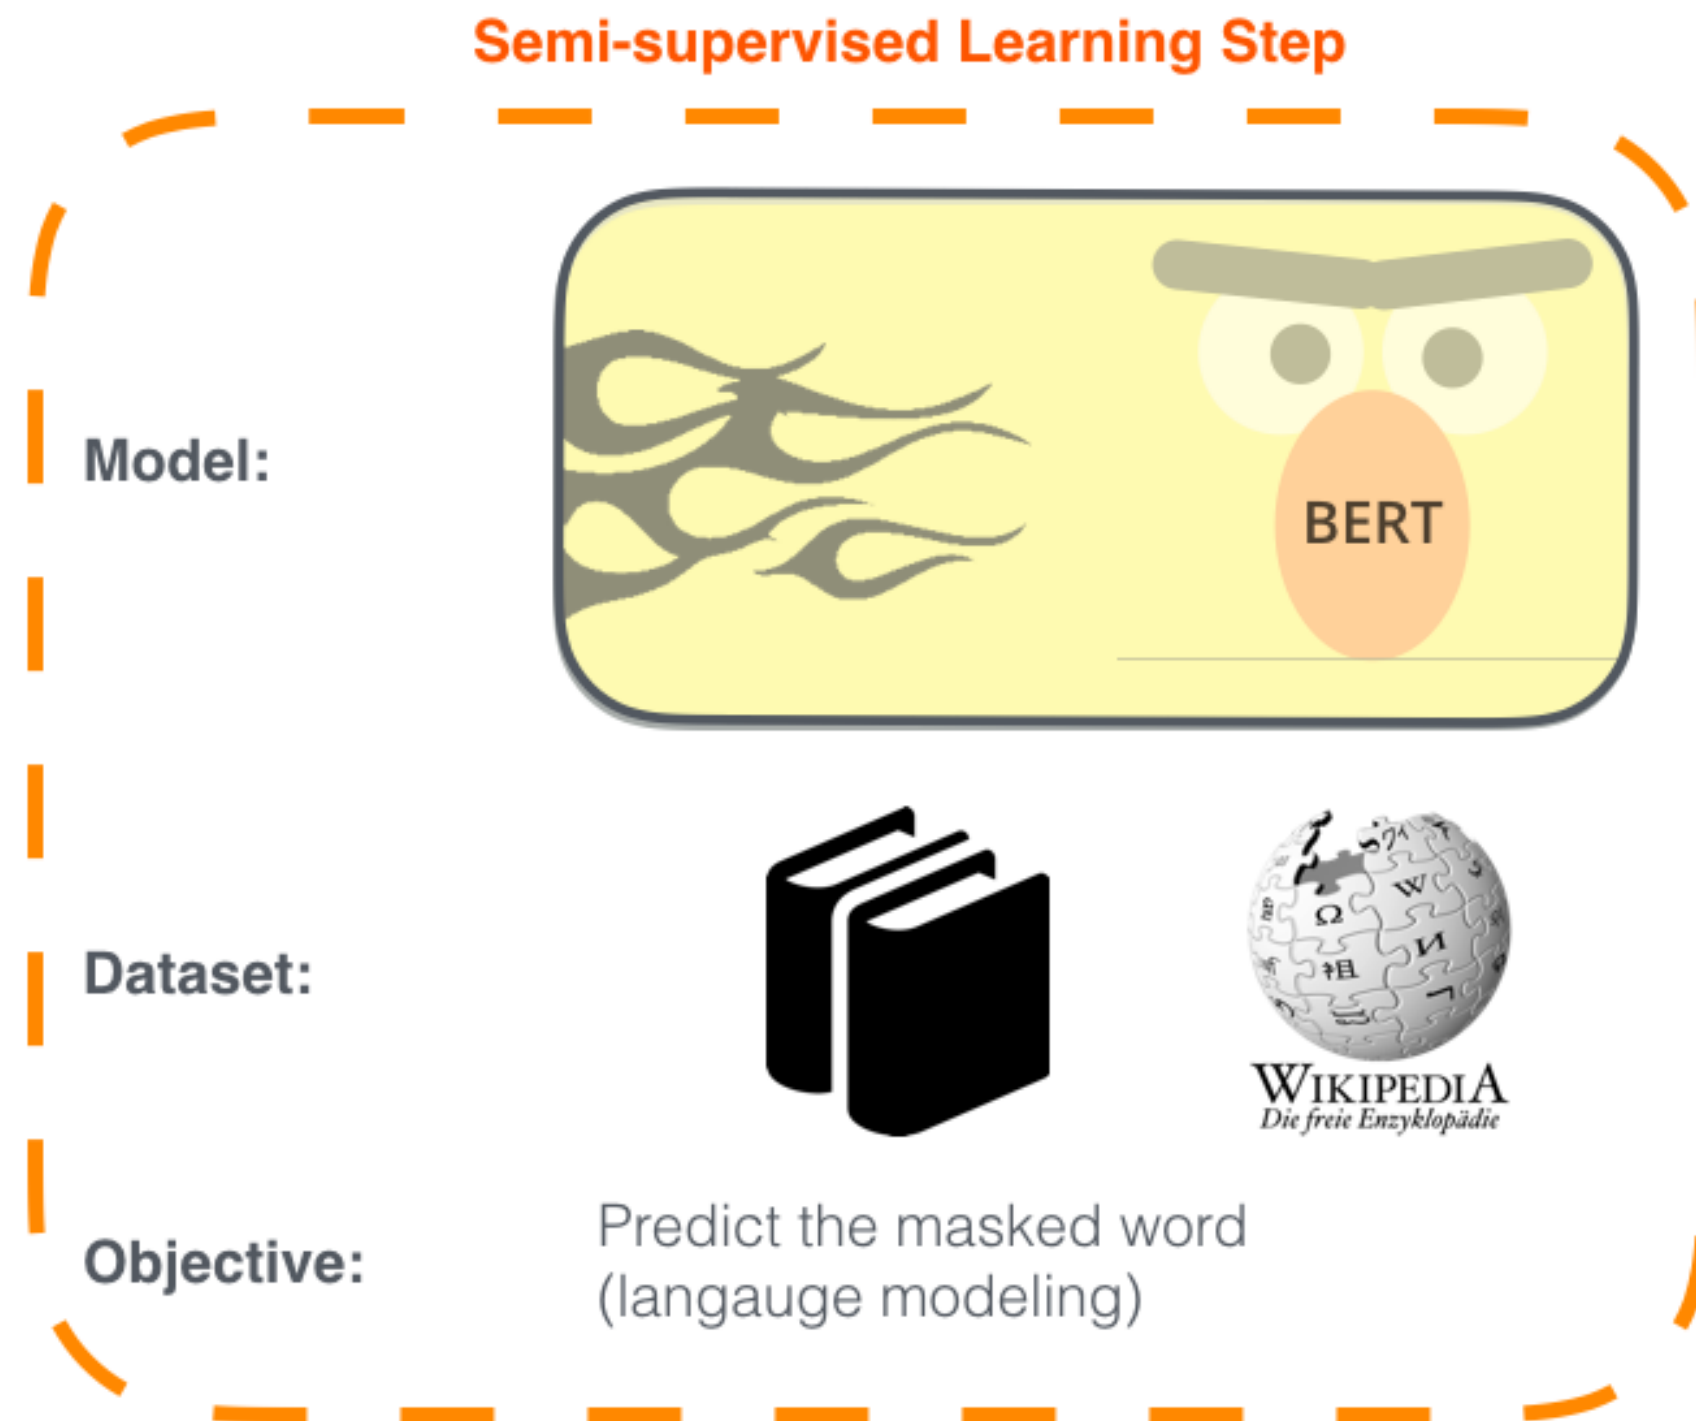 Semi-supervised Learning Step
Model:
BERT
Dataset:
WIKIPEDIA
Die freie Enzyklopädie
Objective:
Predict the masked word
(langauge modeling)